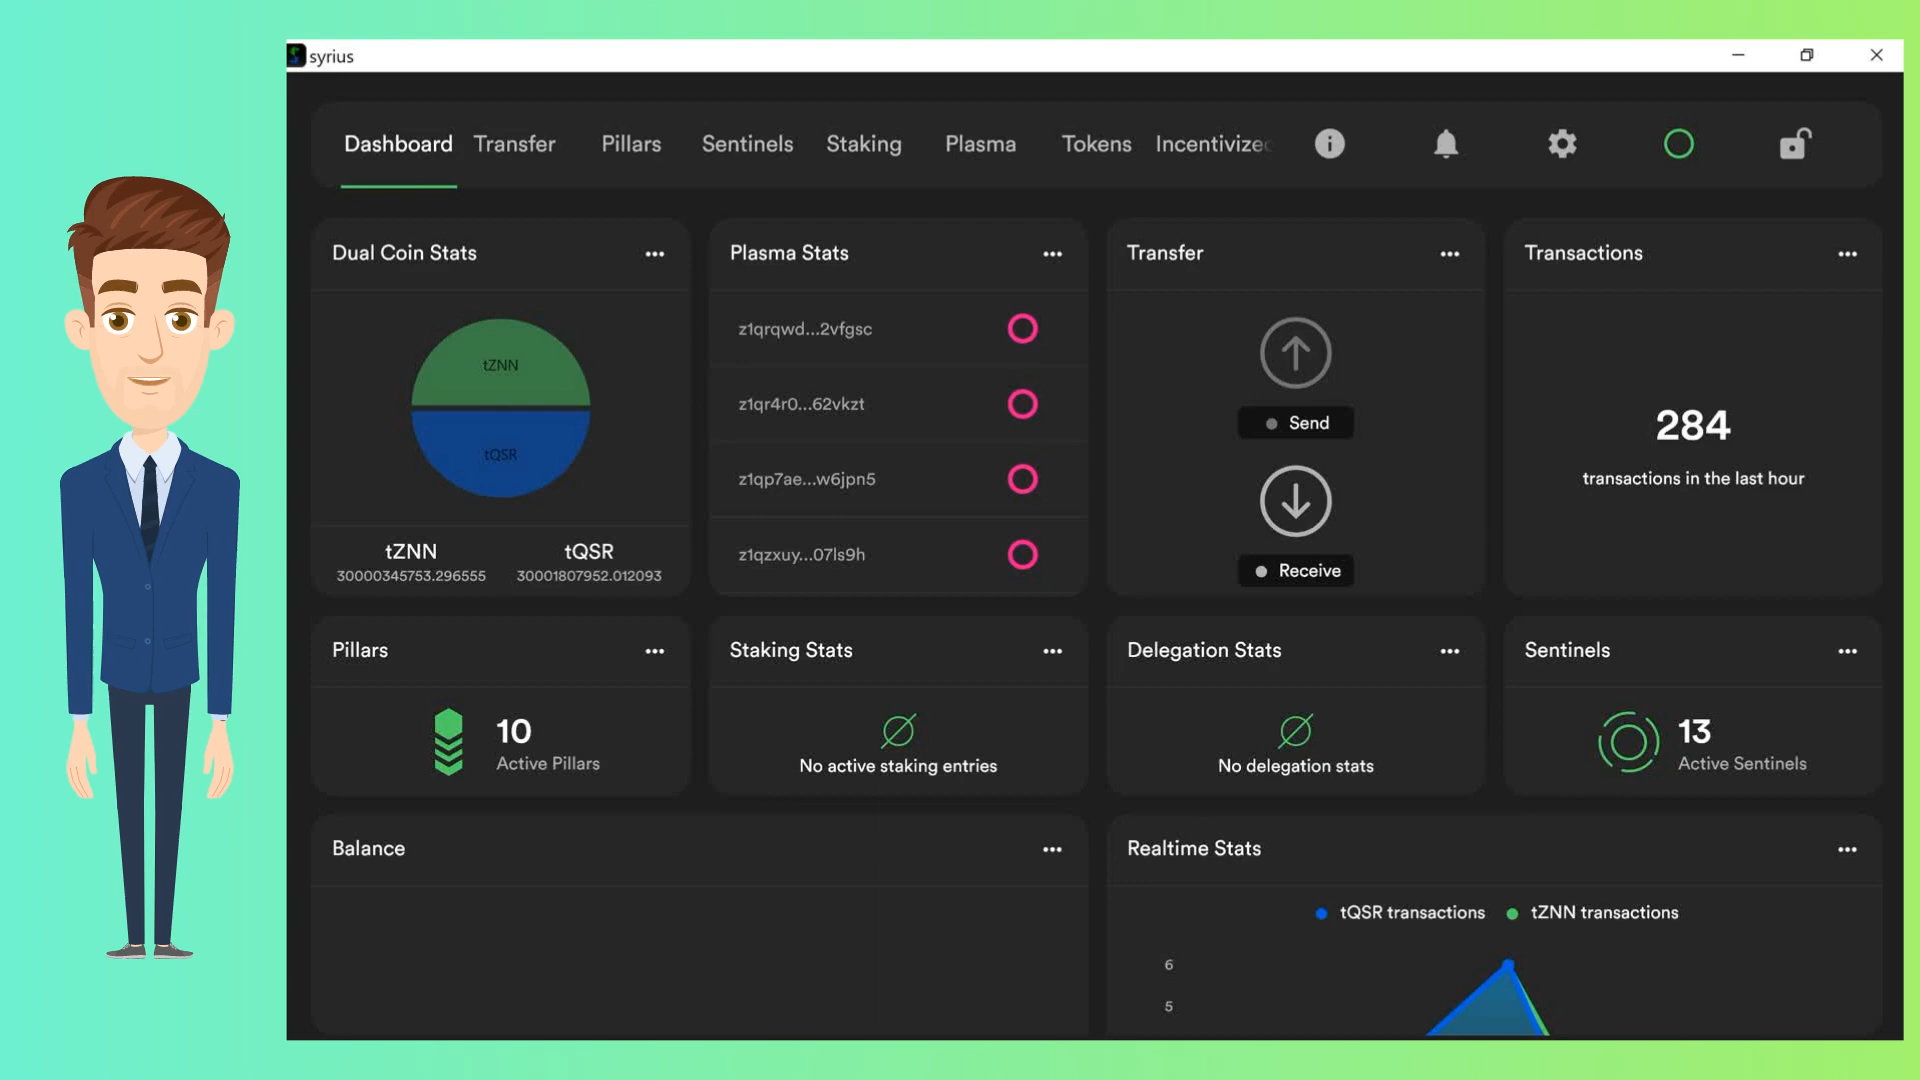 syrius
Dashboard Transfer Pillars Sentinels Staking Plasma Tokens Incentivized
Dual Coin Stats
tZNN
tQSR
tZNN tQSR
30000345753.296555 30001807952.012093
Plasma Stats
z1qrqwd...2vfgsc
z1qr4r0...62vkzt
z1qp7ae...w6jpn5
z1qzxuy...07ls9h
Transfer
Send
Receive
Transactions
284
transactions in the last hour
Pillars
10
Active Pillars
Staking Stats
No active staking entries
Delegation Stats
No delegation stats
Sentinels
13
Active Sentinels
Balance
Realtime Stats
tQSR transactions tZNN transactions
6
5